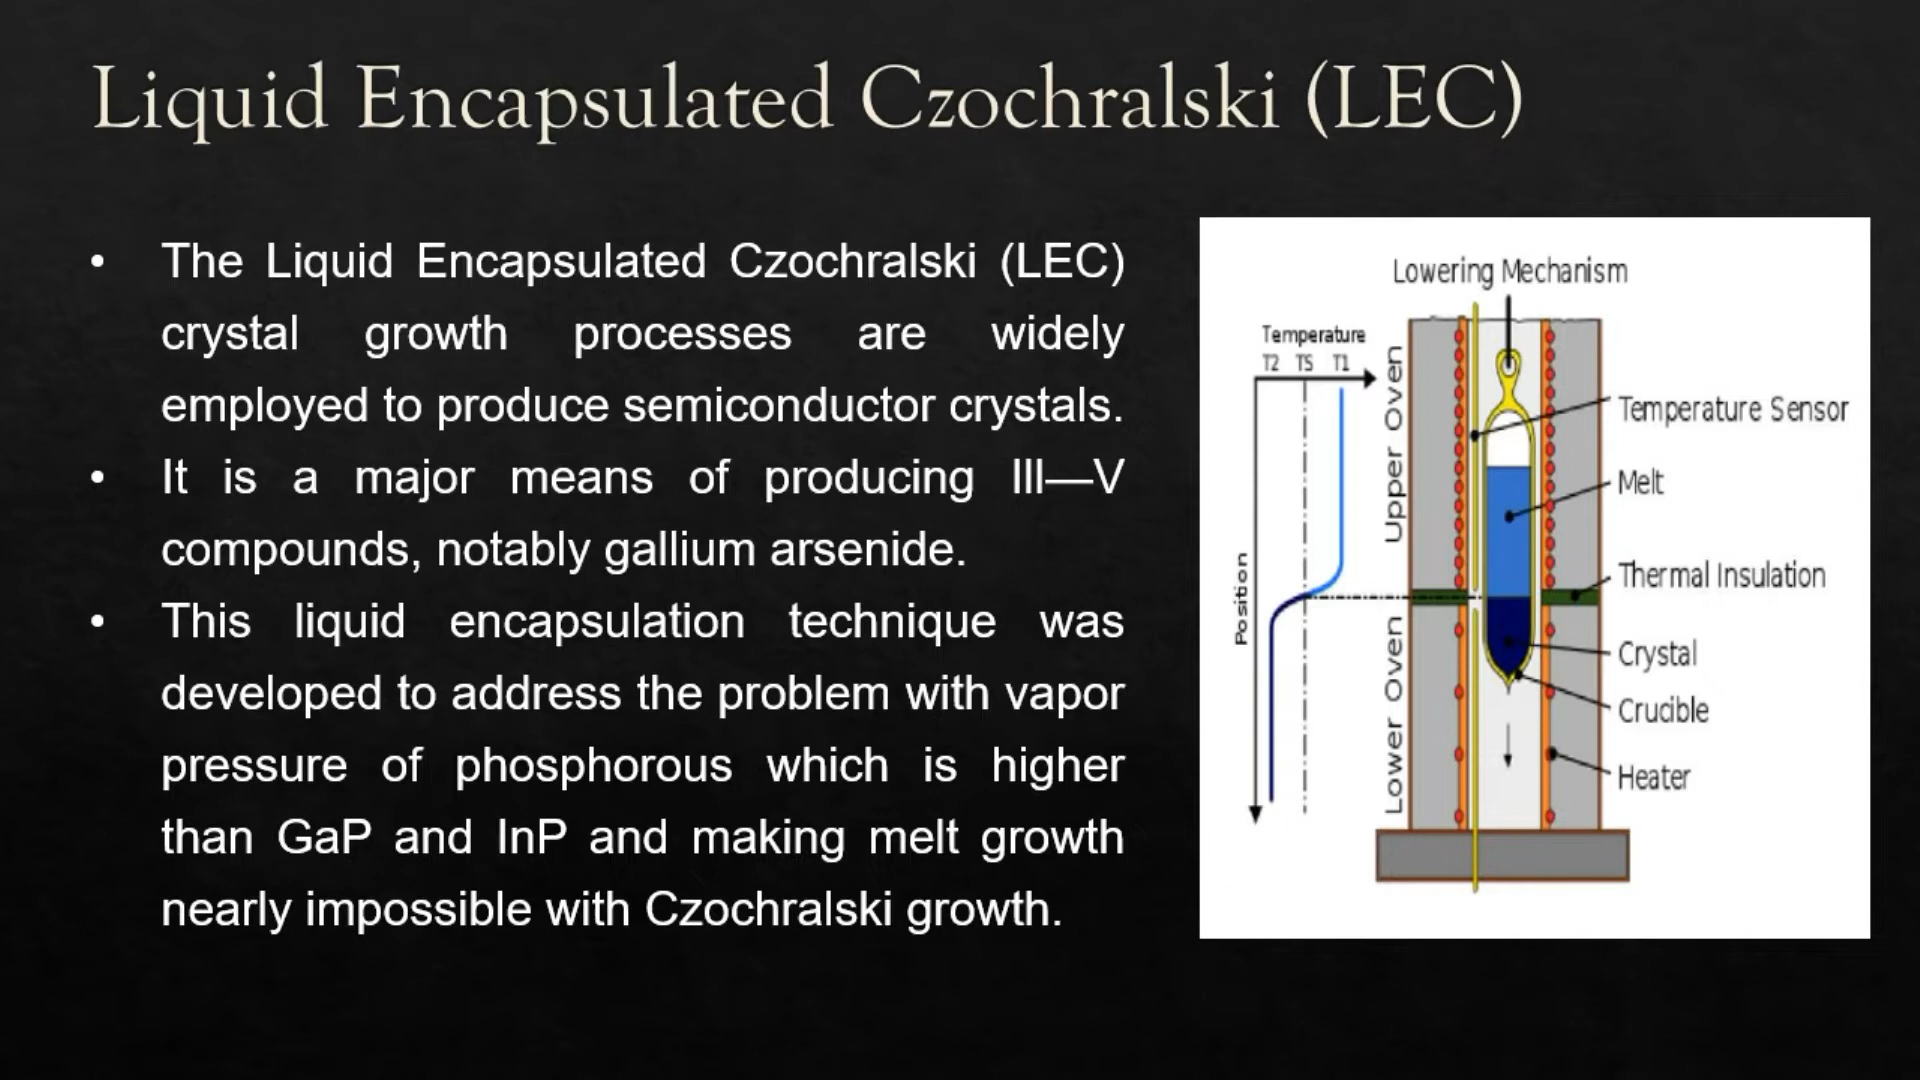 Liquid Encapsulated Czochralski (LEC)
• The Liquid Encapsulated Czochralski (LEC)
crystal growth processes are widely
employed to produce semiconductor crystals.
• It is a major means of producing III—V
compounds, notably gallium arsenide.
• This liquid encapsulation technique was
developed to address the problem with vapor
pressure of phosphorous which is higher
than GaP and InP and making melt growth
nearly impossible with Czochralski growth.
Lowering Mechanism
Temperature
T2 TS T1
Position
Upper Oven
Lower Oven
Temperature Sensor
Melt
Thermal Insulation
Crystal
Crucible
Heater